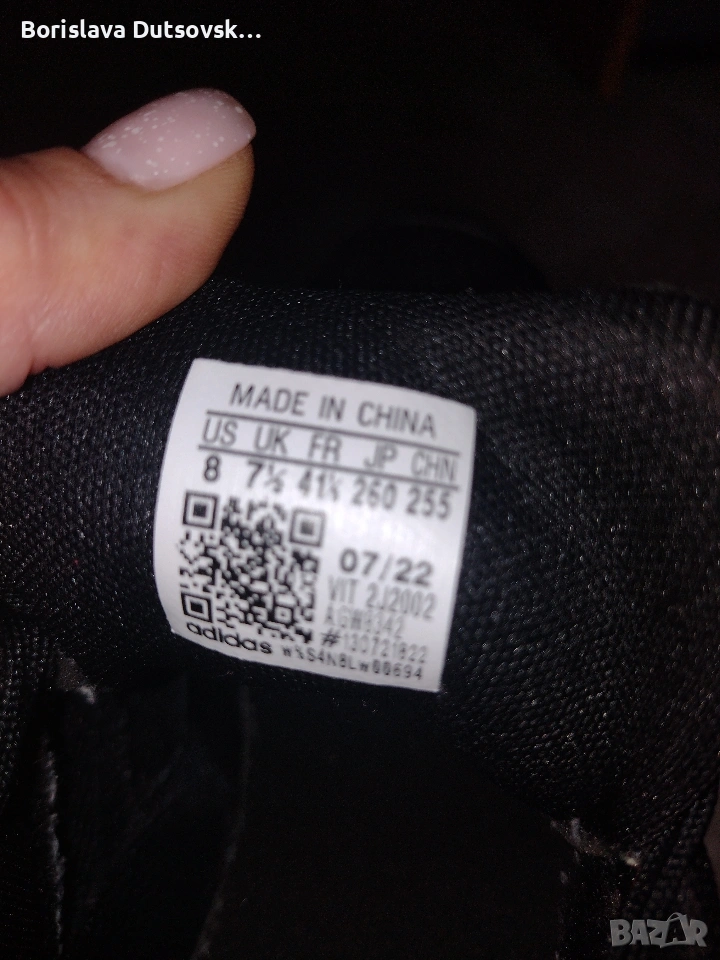 Borislava Dutsovsk...
MADE IN CHINA
US UK FR JP CHN
8 7½ 41⅓ 260 255
07/22
VIT 2J2002
AGW8342
#130721822
adidas W%S4N8LW00694
BAZAR